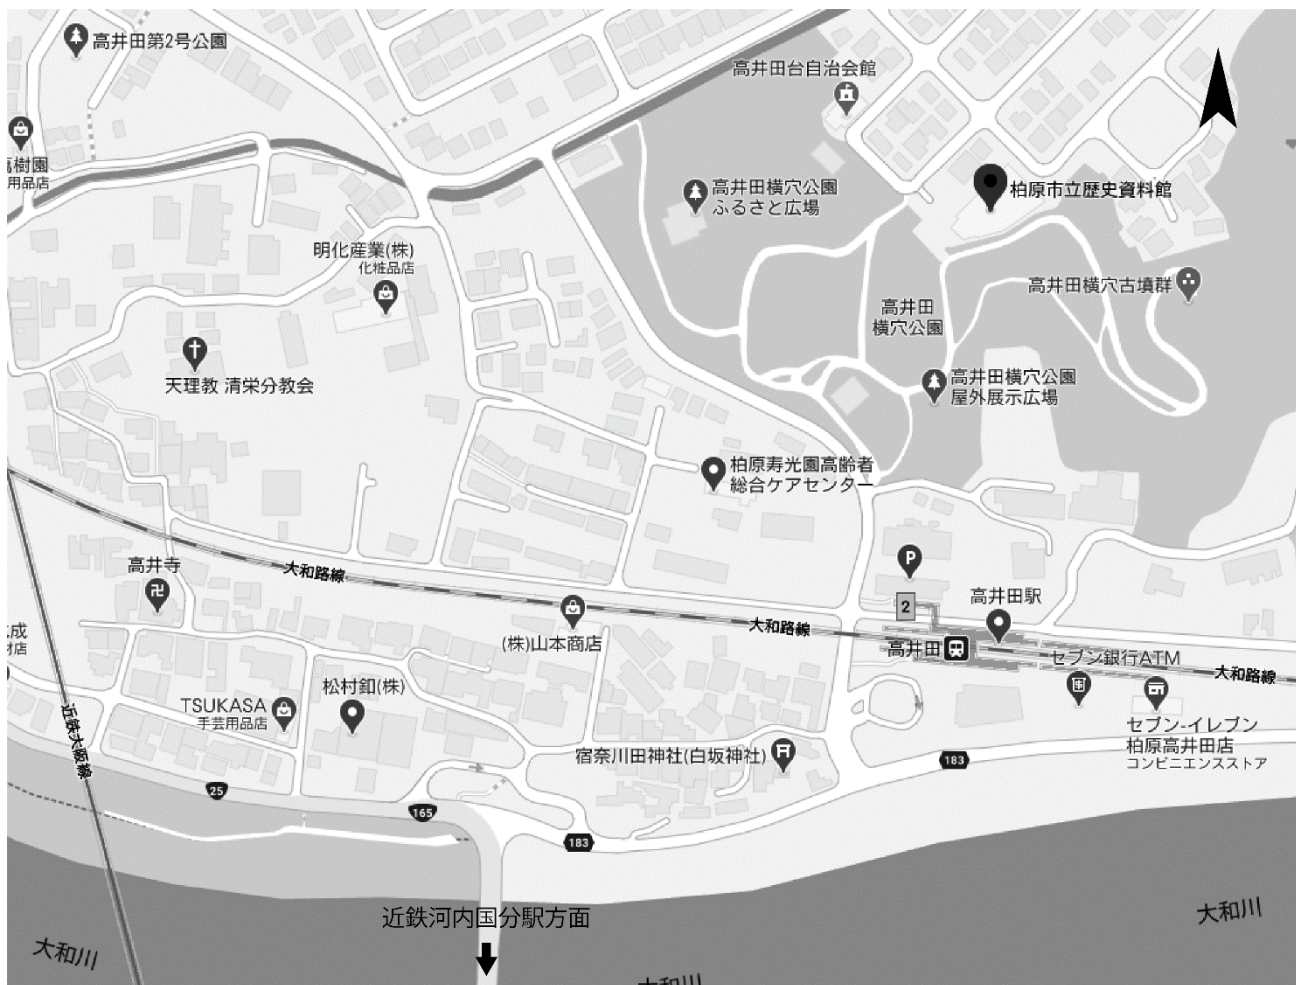 高井田第2号公園
高井田台自治会館
樹園
用品店
柏原市立歴史資料館
高井田横穴公園
ふるさと広場
明化産業(株)
化粧品店
高井田横穴古墳群
高井田
横穴公園
天理教 清栄分教会
高井田横穴公園
屋外展示広場
柏原寿光園高齢者
総合ケアセンター
高井寺
大和路線
P
2
高井田駅
(株)山本商店
大和路線
高井田
セブン銀行ATM
大和路線
成
材店
TSUKASA
手芸用品店
松村釦(株)
近鉄大阪線
セブン-イレブン
柏原高井田店
コンビニエンスストア
宿奈川田神社(白坂神社)
183
25
165
183
近鉄河内国分駅方面
大和川
大和川
大和川